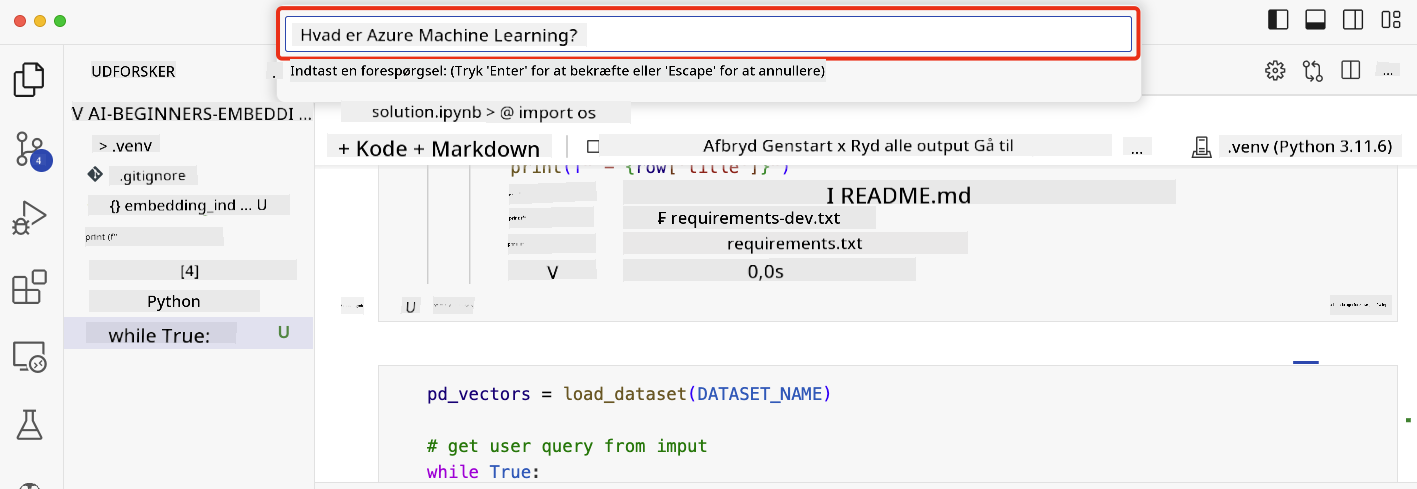 Hvad er Azure Machine Learning?
Indtast en forespørgsel: (Tryk 'Enter' for at bekræfte eller 'Escape' for at annullere)
UDFORSKER
...
V AI-BEGINNERS-EMBEDDI ...
> .venv
.gitignore
{} embedding_ind ... U
print (f"
[4]
Python
while True:
U
4
solution.ipynb > @ import os
+ Kode + Markdown
Afbryd Genstart x Ryd alle output Gå til
...
.venv (Python 3.11.6)
print(f" = {row["title"]}")
I README.md
print(f"
F requirements-dev.txt
requirements.txt
V
0,0s
U
pd_vectors = load_dataset(DATASET_NAME)
# get user query from imput
while True: